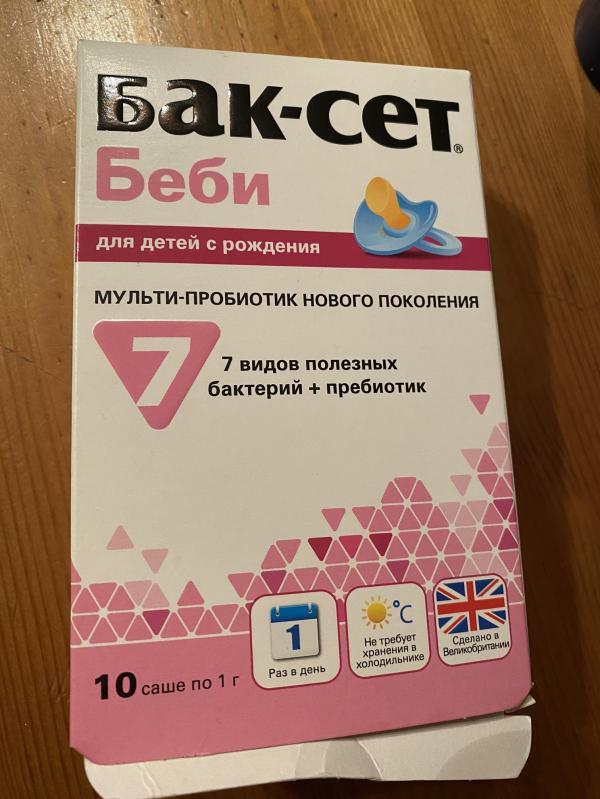 Бак-сет®
Беби
для детей с рождения
МУЛЬТИ-ПРОБИОТИК НОВОГО ПОКОЛЕНИЯ
7
7 видов полезных
бактерий + пребиотик
1
Раз в день
°C
Не требует
хранения в
холодильнике
Сделано в
Великобритании
10 саше по 1 г